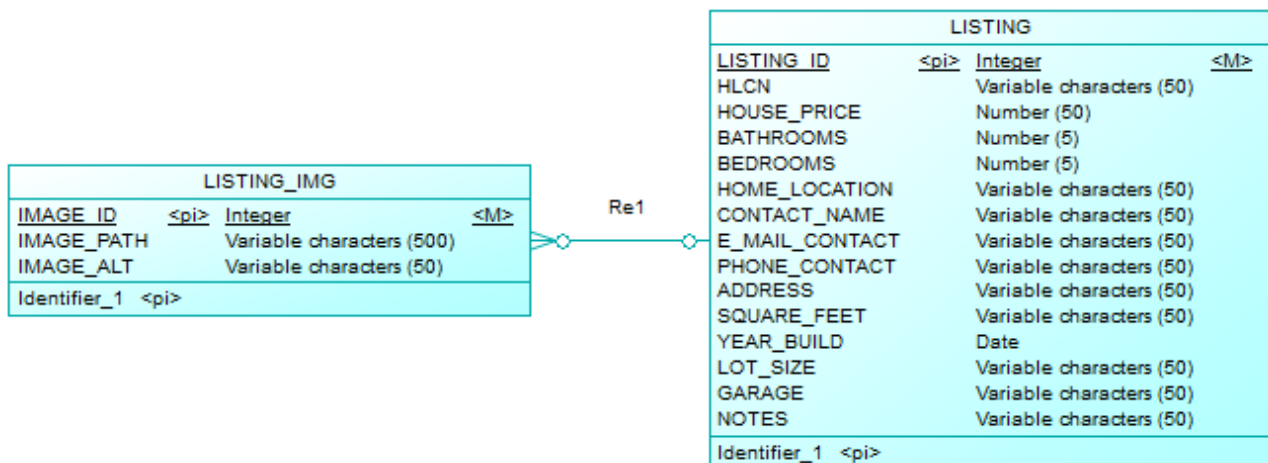 LISTING_IMG
IMAGE_ID <pi> Integer <M>
IMAGE_PATH Variable characters (500)
IMAGE_ALT Variable characters (50)
Identifier_1 <pi>
Re1
LISTING
LISTING_ID <pi> Integer <M>
HLCN Variable characters (50)
HOUSE_PRICE Number (50)
BATHROOMS Number (5)
BEDROOMS Number (5)
HOME_LOCATION Variable characters (50)
CONTACT_NAME Variable characters (50)
E_MAIL_CONTACT Variable characters (50)
PHONE_CONTACT Variable characters (50)
ADDRESS Variable characters (50)
SQUARE_FEET Variable characters (50)
YEAR_BUILD Date
LOT_SIZE Variable characters (50)
GARAGE Variable characters (50)
NOTES Variable characters (50)
Identifier_1 <pi>